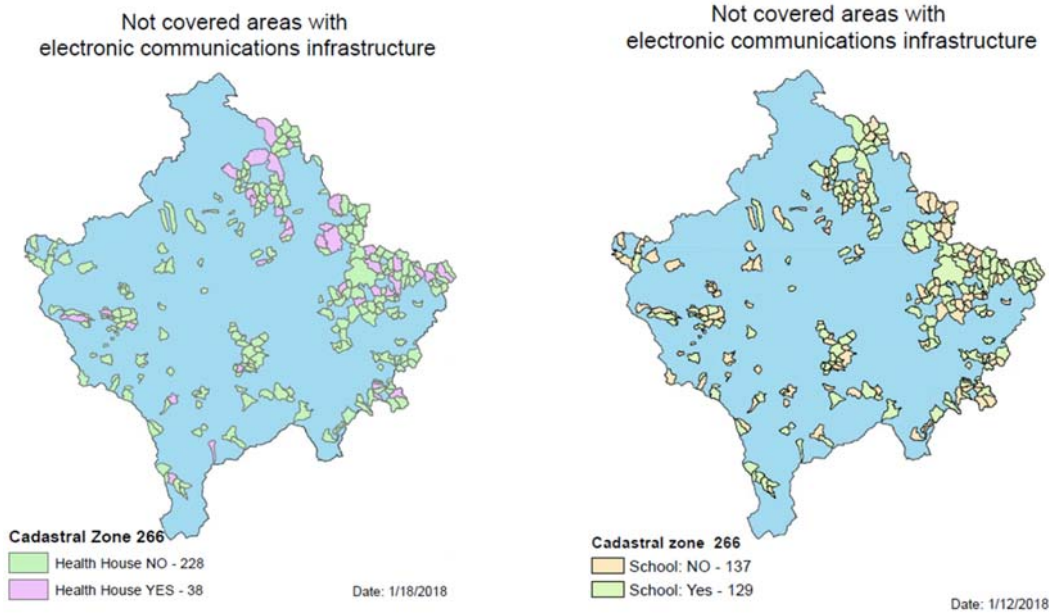 Not covered areas with
electronic communications infrastructure
Cadastral Zone 266
Health House NO - 228
Health House YES - 38
Date: 1/18/2018
Not covered areas with
electronic communications infrastructure
Cadastral zone 266
School: NO - 137
School: Yes - 129
Date: 1/12/2018